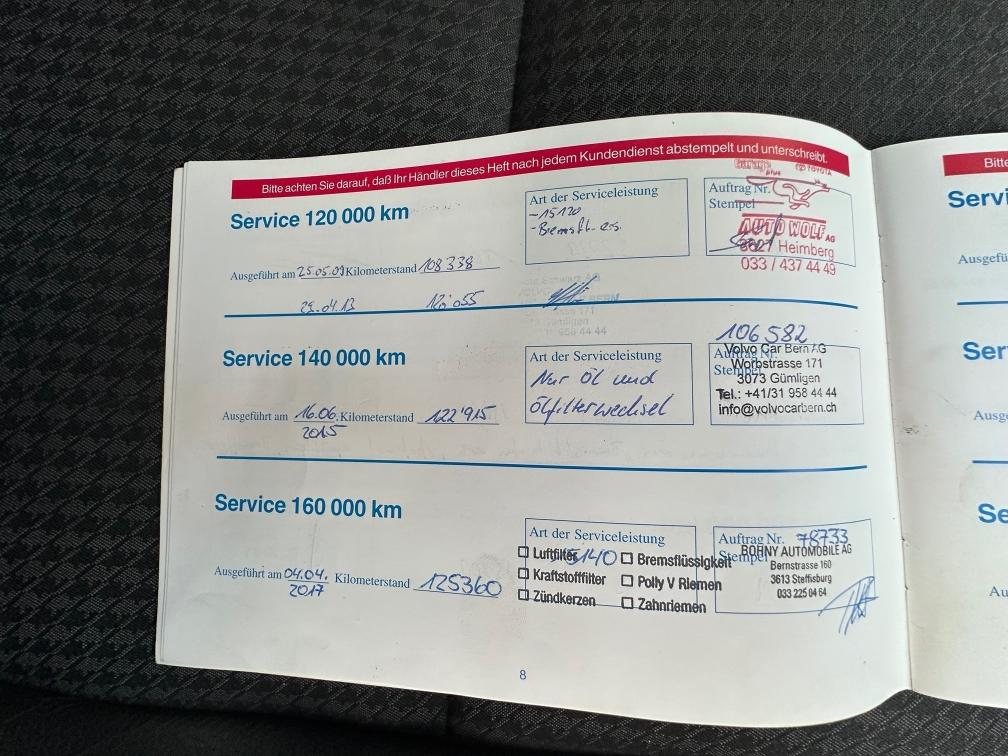 Bitte achten Sie darauf, daß Ihr Händler dieses Heft nach jedem Kundendienst abstempelt und unterschreibt.
Service 120 000 km
Art der Serviceleistung
-15120
Auftrag Nr.
Stempel
TOYOTA
AUTO WOLF AG
3627 Heimberg
033 / 437 44 49
Ausgeführt am 25.05.09 Kilometerstand 108338
29.04.13
Service 140 000 km
Art der Serviceleistung
Nur Öl und
Ölfilterwechsel
106582
Auftrag Nr.
Stempel
Volvo Car Bern AG
Worbstrasse 171
3073 Gümligen
Tel.: +41/31 958 44 44
info@volvocarbern.ch
Ausgeführt am 16.06. Kilometerstand 122'915
2015
Service 160 000 km
Art der Serviceleistung
Luftfilter
Bremsflüssigkeit
Kraftstofffilter
Polly V Riemen
Zündkerzen
Zahnriemen
Auftrag Nr. 78733
Stempel
BOHNY AUTOMOBILE AG
Bernstrasse 160
3613 Steffisburg
033 225 04 64
Ausgeführt am 04.04. Kilometerstand 125360
2017
8